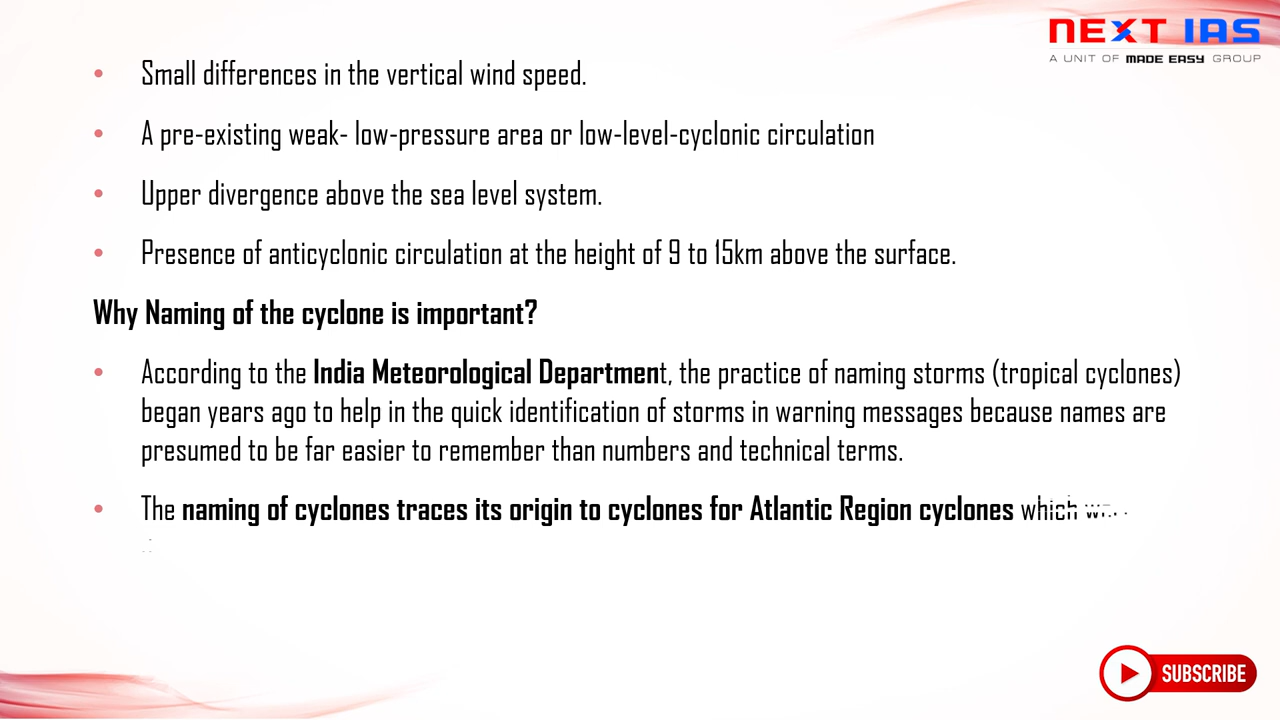 NEXT IAS
A UNIT OF MADE EASY GROUP
• Small differences in the vertical wind speed.
• A pre-existing weak- low-pressure area or low-level-cyclonic circulation
• Upper divergence above the sea level system.
• Presence of anticyclonic circulation at the height of 9 to 15km above the surface.
Why Naming of the cyclone is important?
• According to the India Meteorological Department, the practice of naming storms (tropical cyclones)
began years ago to help in the quick identification of storms in warning messages because names are
presumed to be far easier to remember than numbers and technical terms.
• The naming of cyclones traces its origin to cyclones for Atlantic Region cyclones which
SUBSCRIBE